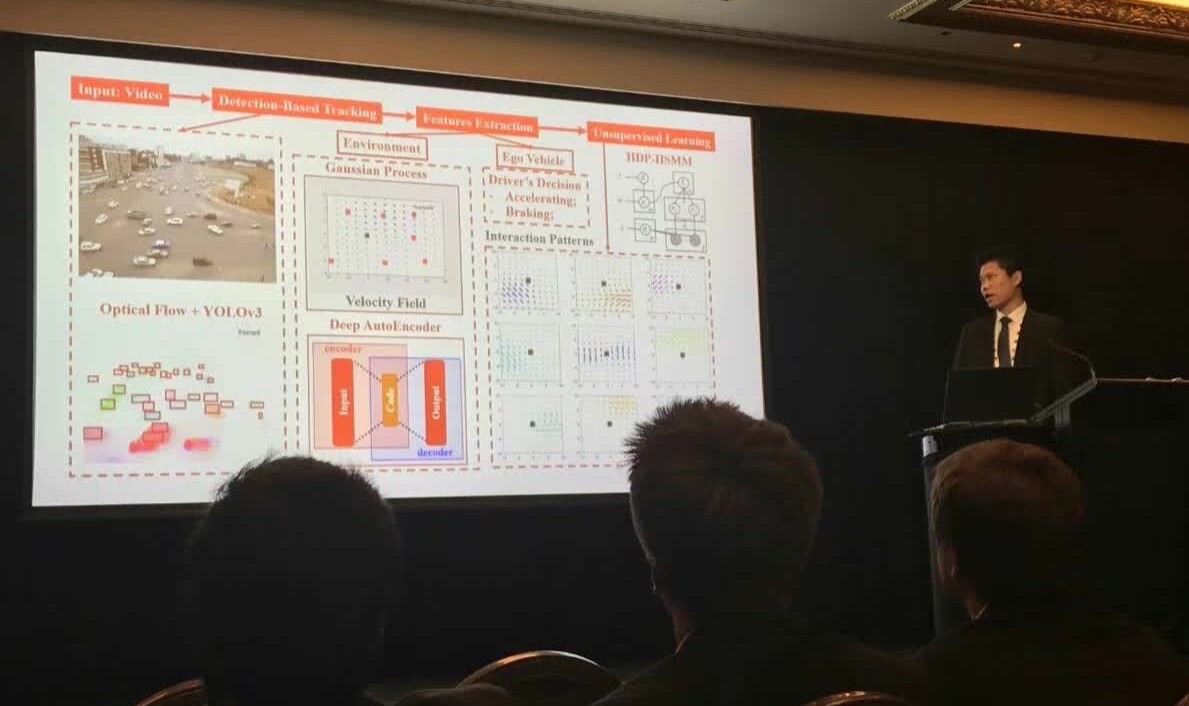 Input: Video
Detection-Based Tracking
Features Extraction
Unsupervised Learning
Environment
Ego Vehicle
HDP-HSMM
Gaussian Process
Driver's Decision
- Accelerating;
- Braking;
Interaction Patterns
Velocity Field
Optical Flow + YOLOv3
Deep AutoEncoder
encoder
Input
Code
Output
decoder